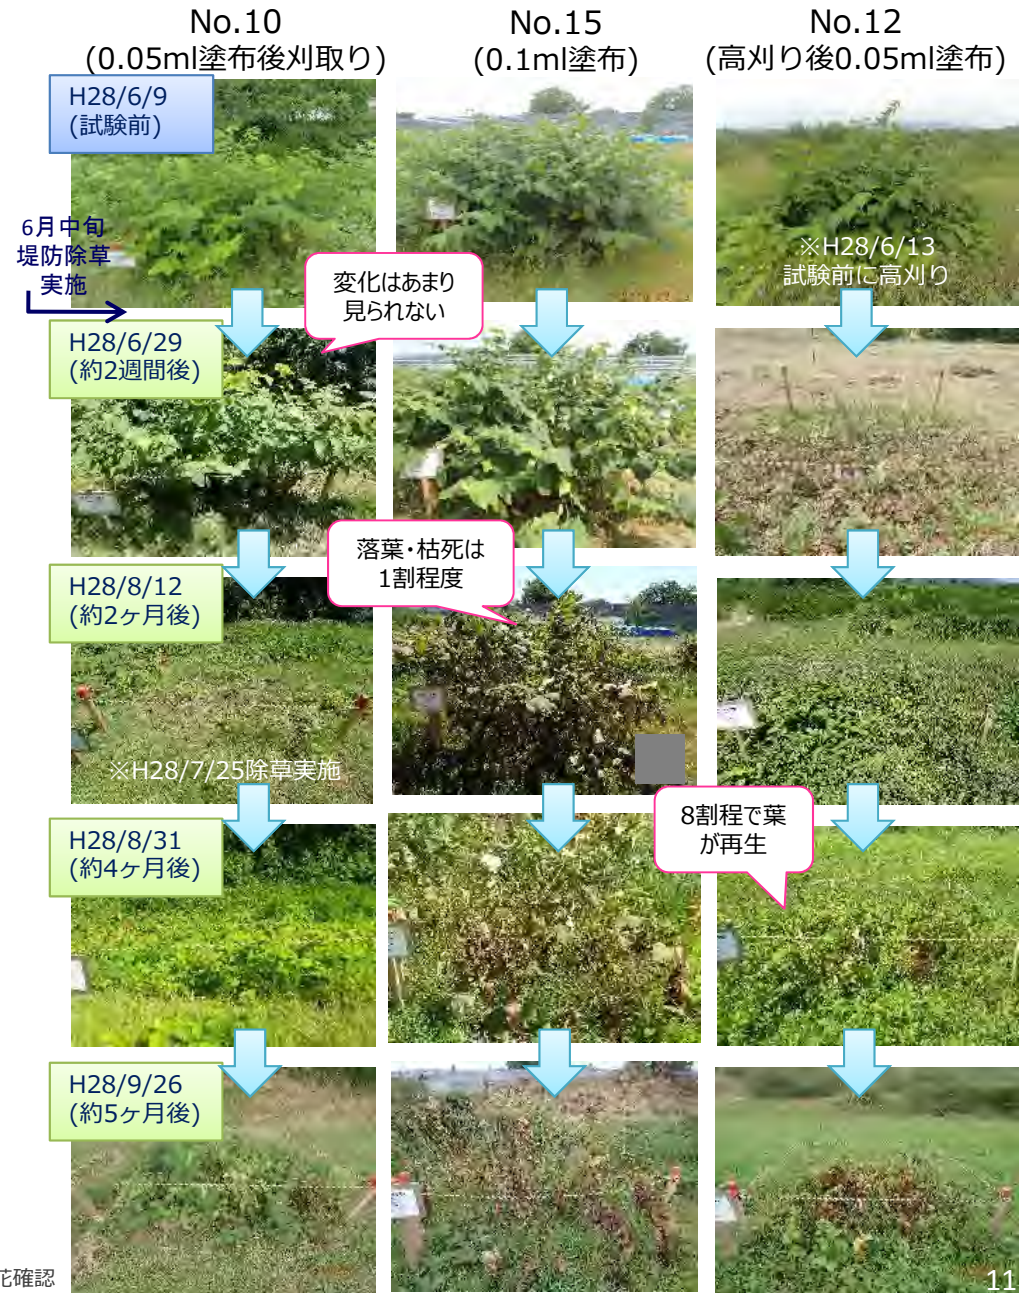 No.10
(0.05ml塗布後刈取り)
No.15
(0.1ml塗布)
No.12
(高刈り後0.05ml塗布)
H28/6/9
(試験前)
6月中旬
堤防除草
実施
※H28/6/13
試験前に高刈り
変化はあまり
見られない
H28/6/29
(約2週間後)
落葉・枯死は
1割程度
H28/8/12
(約2ヶ月後)
※H28/7/25除草実施
8割程で葉
が再生
H28/8/31
(約4ヶ月後)
H28/9/26
(約5ヶ月後)
花確認
11